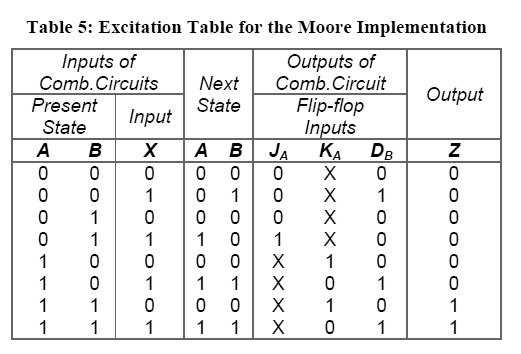 Table 5: Excitation Table for the Moore Implementation
Inputs of Comb.Circuits Next State Outputs of Comb.Circuit Output
Present State Input Flip-flop Inputs
A B X A B JA KA DB Z
0 0 0 0 0 0 X 0 0
0 0 1 0 1 0 X 1 0
0 1 0 0 0 0 X 0 0
0 1 1 1 0 1 X 0 0
1 0 0 0 0 X 1 0 0
1 0 1 1 1 X 0 1 0
1 1 0 0 0 X 1 0 1
1 1 1 1 1 X 0 1 1